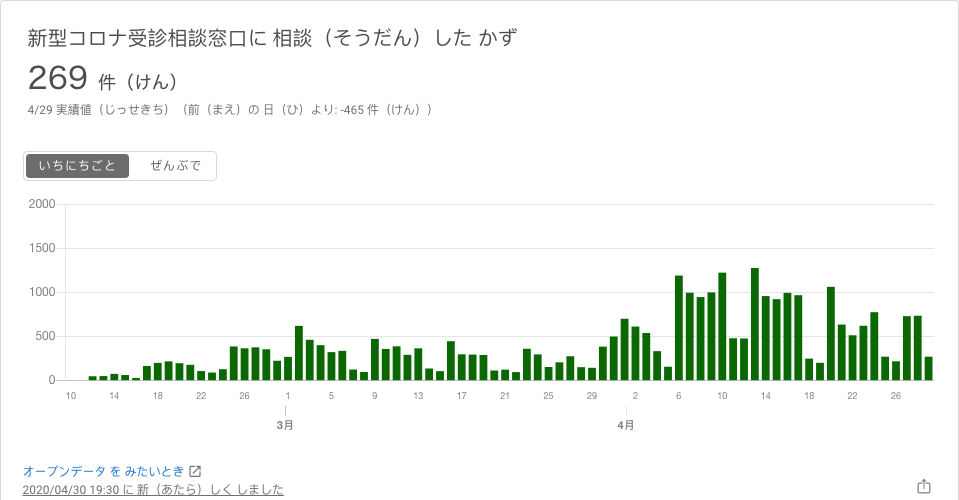 新型コロナ受診相談窓口に 相談（そうだん）した かず
269 件（けん）
4/29 実績値（じっせきち）（前（まえ）の 日（ひ）より: -465 件（けん））
いちにちごと ぜんぶで
2000
1500
1000
500
0
10 14 18 22 26 1 5 9 13 17 21 25 29 2 6 10 14 18 22 26
3月 4月
オープンデータ を みたいとき
2020/04/30 19:30 に 新（あたら）しく しました